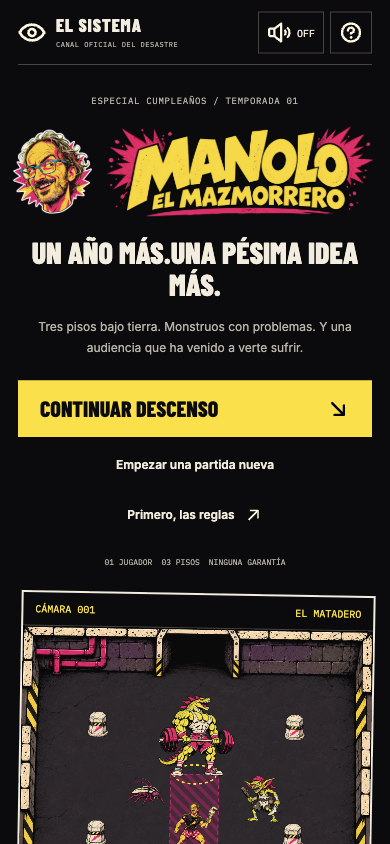 EL SISTEMA
CANAL OFICIAL DEL DESASTRE
OFF
ESPECIAL CUMPLEAÑOS / TEMPORADA 01
MANOLO
EL MAZMORRERO
UN AÑO MÁS.UNA PÉSIMA IDEA
MÁS.
Tres pisos bajo tierra. Monstruos con problemas. Y una
audiencia que ha venido a verte sufrir.
CONTINUAR DESCENSO
Empezar una partida nueva
Primero, las reglas
01 JUGADOR 03 PISOS NINGUNA GARANTÍA
CÁMARA 001
EL MATADERO